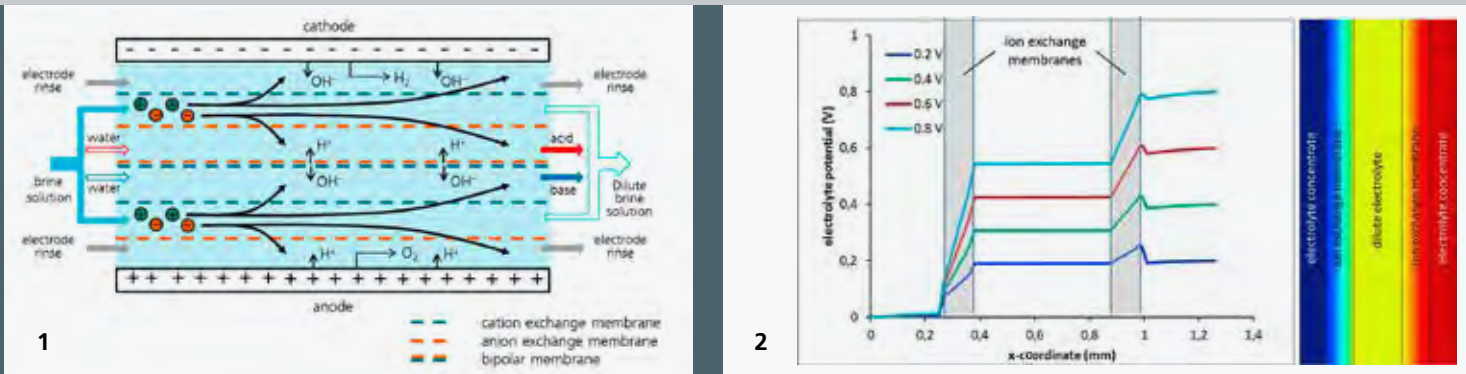 cathode
- - - - - - - - - - - - - - - - - -
electrode
rinse
OH⁻
H₂
OH⁻
electrode
rinse
water
H⁺
H⁺
acid
brine
solution
water
OH⁻
OH⁻
base
Dilute
brine
solution
electrode
rinse
H⁺
O₂
H⁺
electrode
rinse
+ + + + + + + + + + + + + + + + + +
anode
cation exchange membrane
anion exchange membrane
bipolar membrane
1
electrolyte potential (V)
1
0,8
0,6
0,4
0,2
0
0.2 V
0.4 V
0.6 V
0.8 V
ion exchange
membranes
0
0,2
0,4
0,6
0,8
1
1,2
1,4
x-coordinate (mm)
2
electrolyte concentrate
dilute electrolyte
electrolyte concentrate